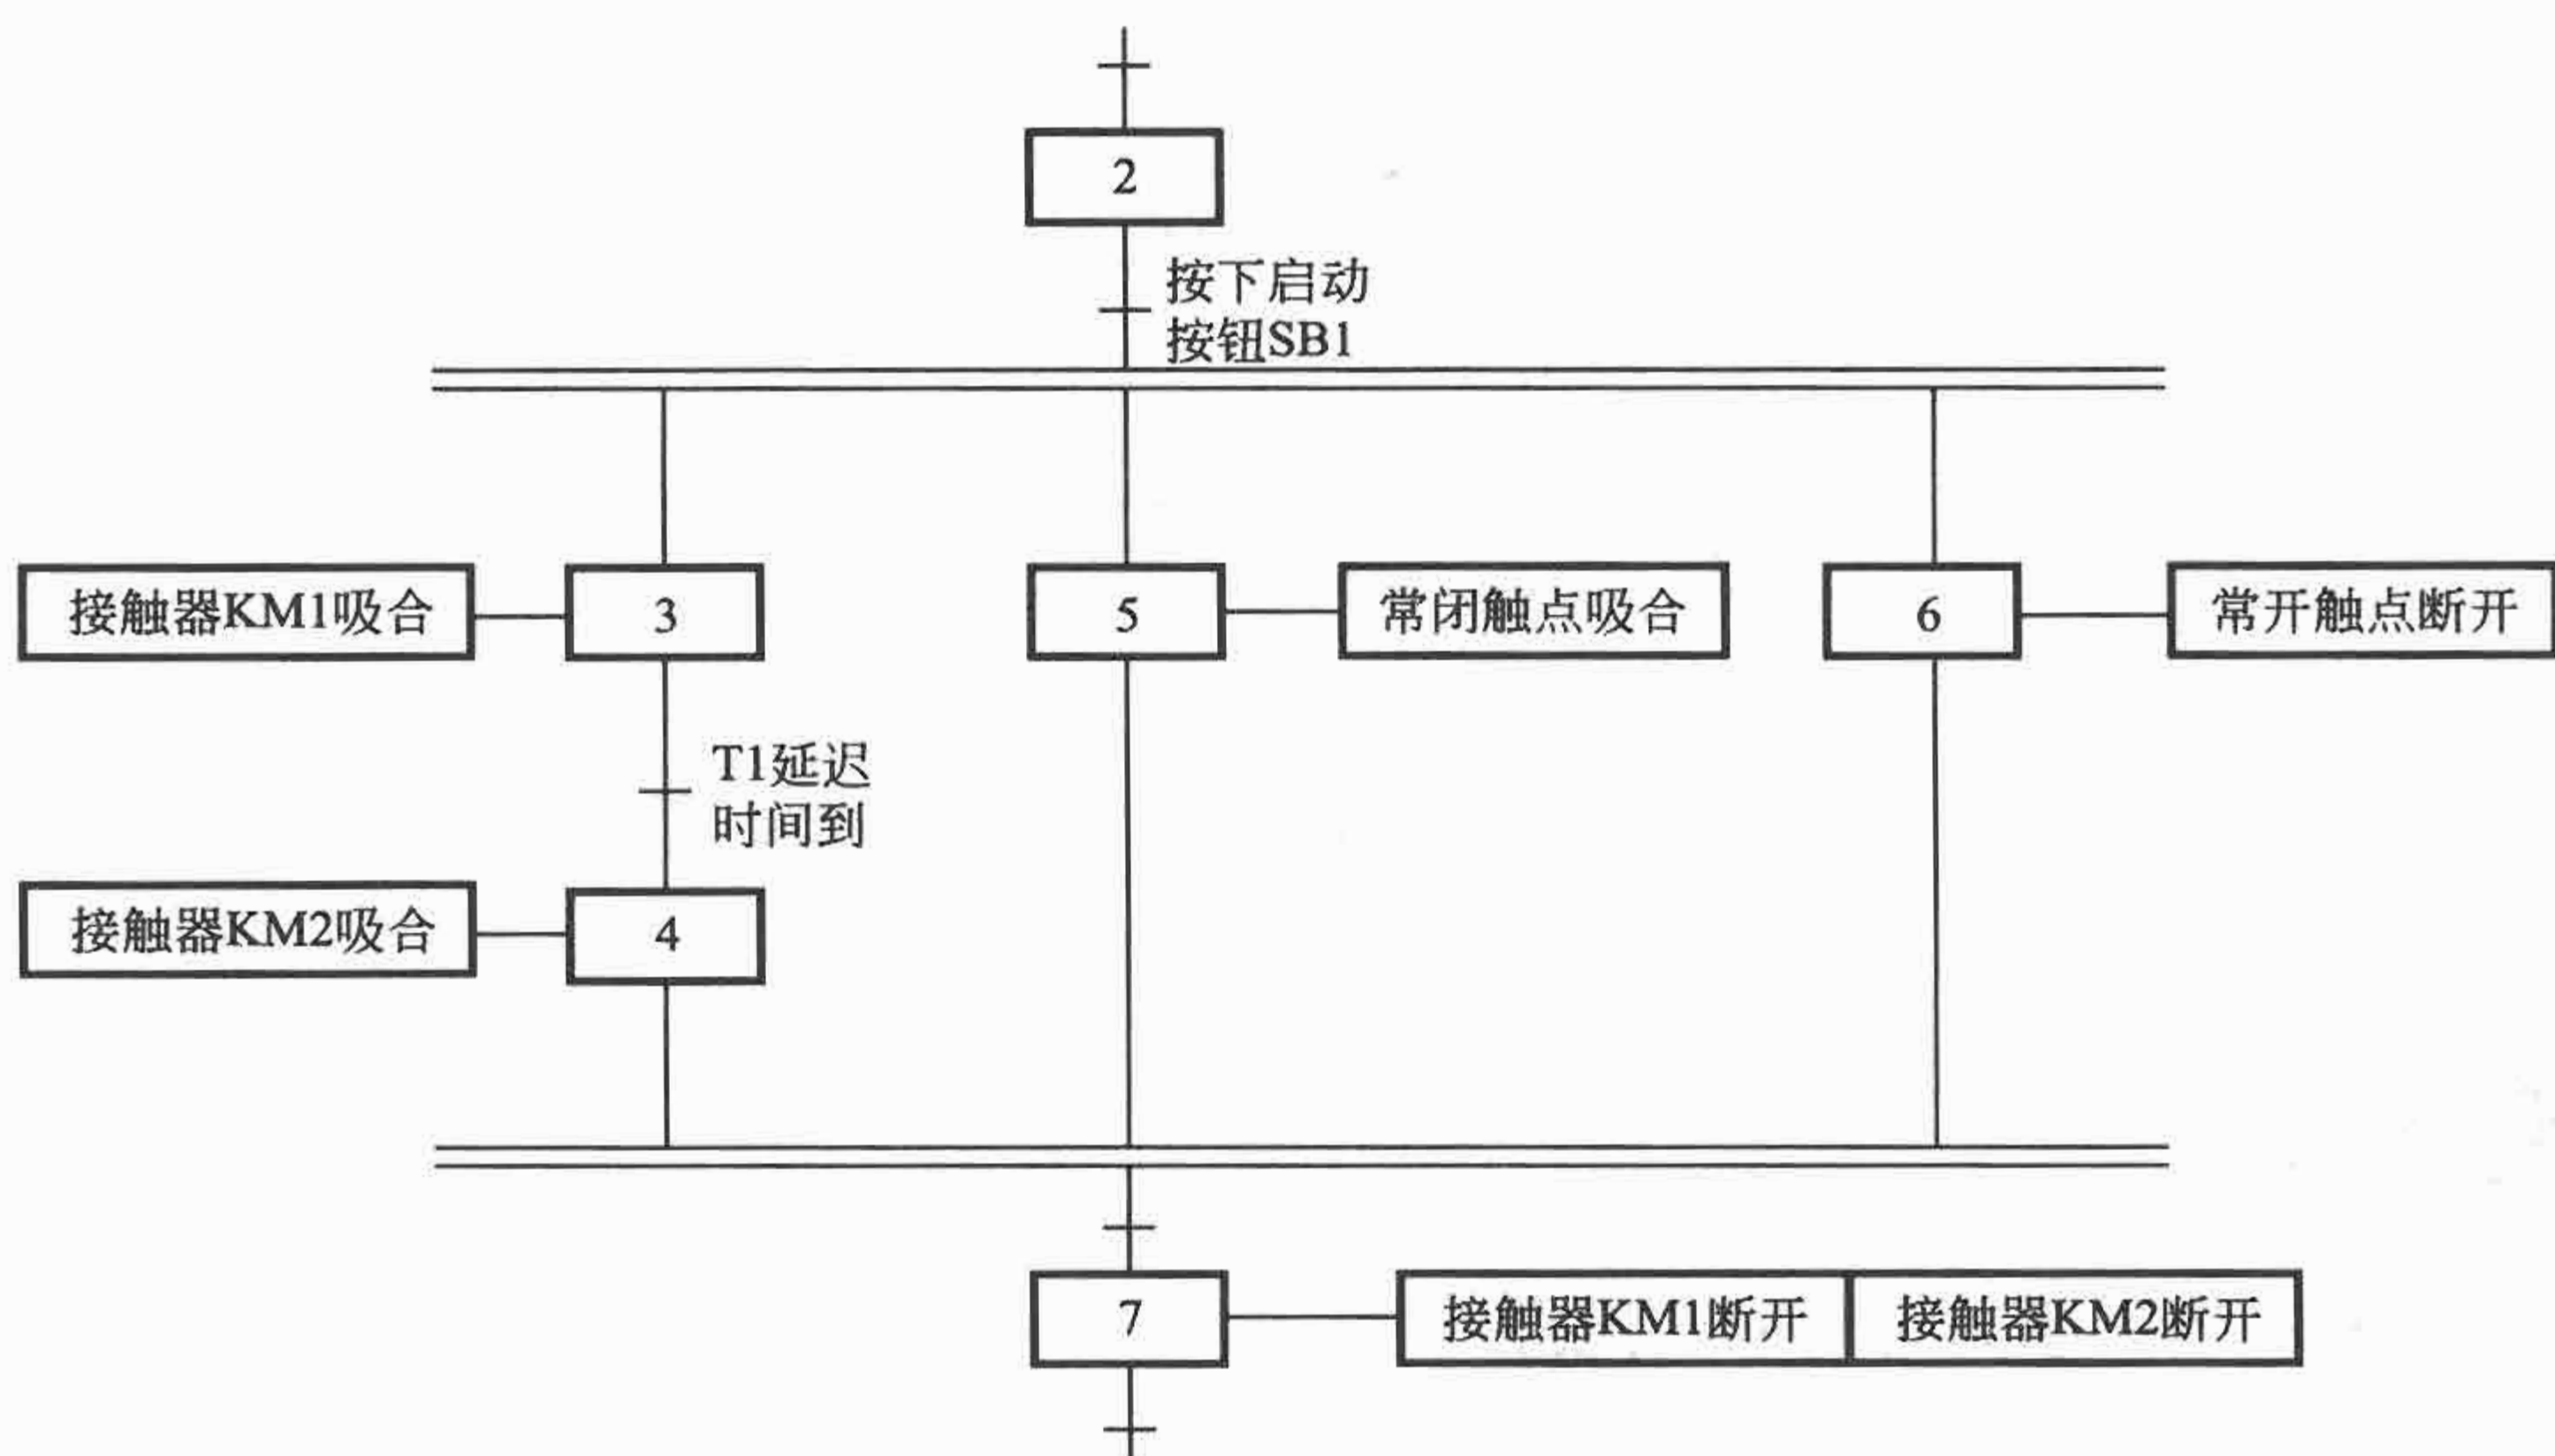 2
按下启动
按钮SB1
接触器KM1吸合
3
5
常闭触点吸合
6
常开触点断开
T1延迟
时间到
接触器KM2吸合
4
7
接触器KM1断开
接触器KM2断开